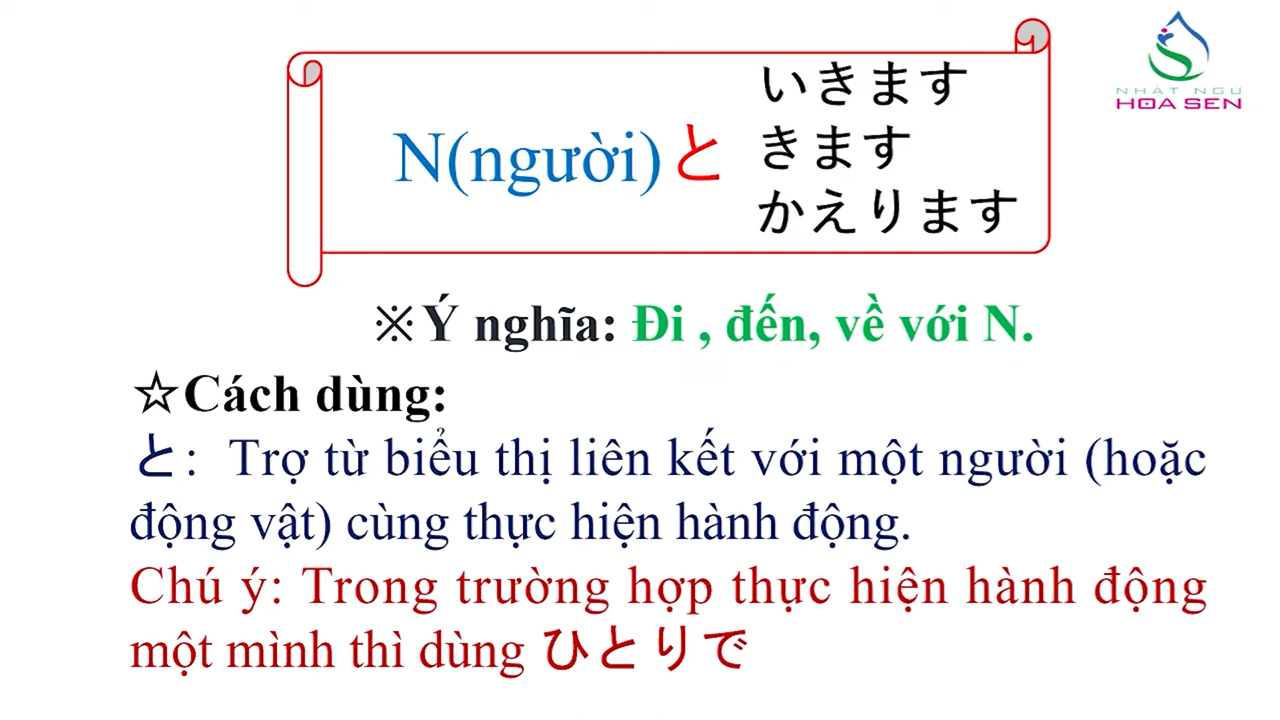 NHẬT NGỮ
HOA SEN
いきます
N(người)と きます
かえります
※Ý nghĩa: Đi , đến, về với N.
☆Cách dùng:
と: Trợ từ biểu thị liên kết với một người (hoặc
động vật) cùng thực hiện hành động.
Chú ý: Trong trường hợp thực hiện hành động
một mình thì dùng ひとりで